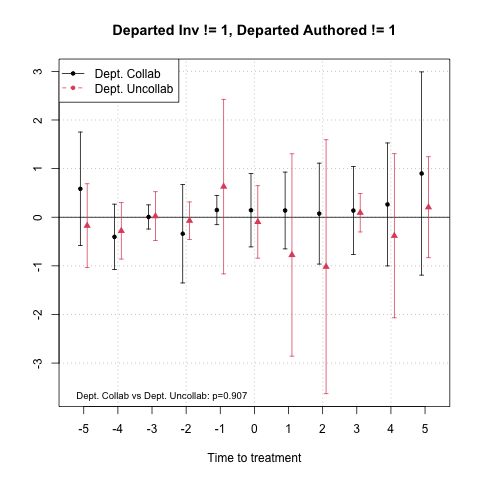 Departed Inv != 1, Departed Authored != 1
Dept. Collab
Dept. Uncollab
3
2
1
0
-1
-2
-3
Dept. Collab vs Dept. Uncollab: p=0.907
-5 -4 -3 -2 -1 0 1 2 3 4 5
Time to treatment